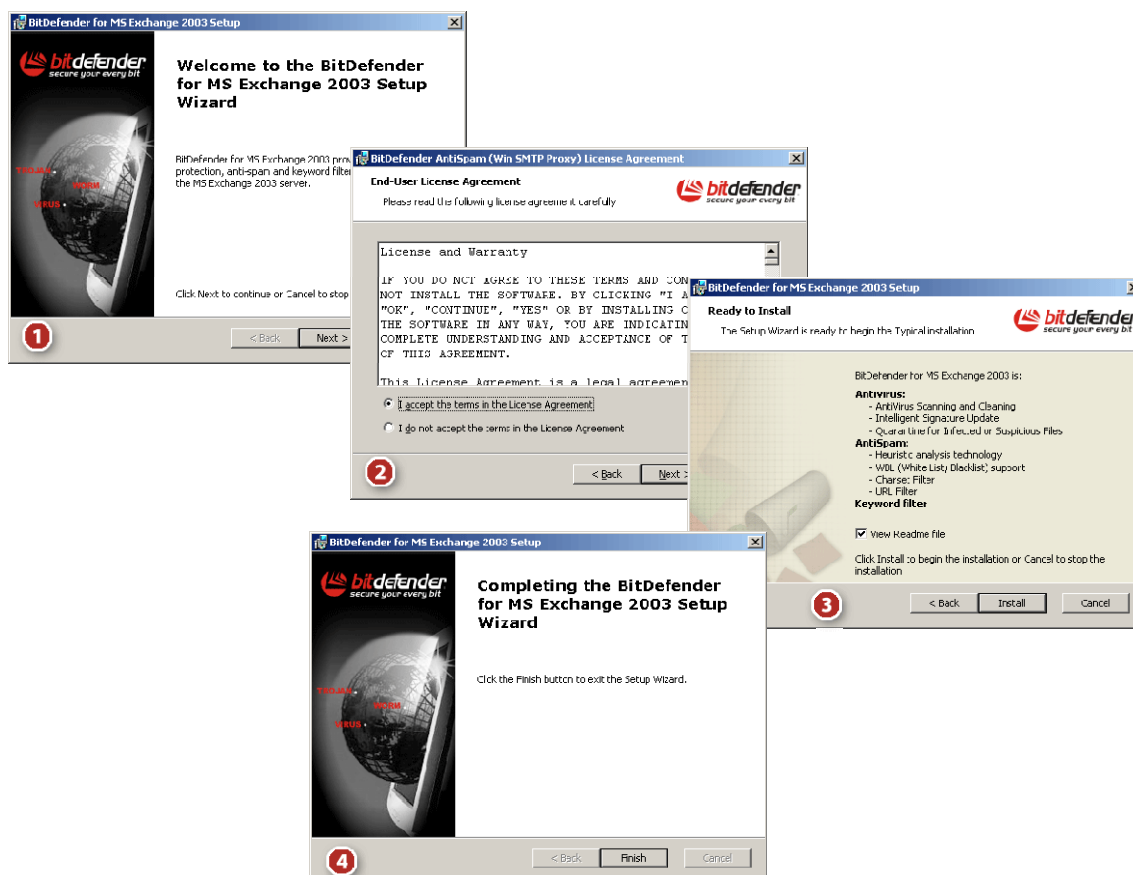 BitDefender for MS Exchange 2003 Setup
bitdefender
secure your every bit
Welcome to the BitDefender
for MS Exchange 2003 Setup
Wizard
BitDefender for MS Exchange 2003
protection, anti-spam and keyword
the MS Exchange 2003 server.
TROJAN
WORM
VIRUS
Click Next to continue or Cancel to stop
1
< Back
Next >
BitDefender AntiSpam (Win SMTP Proxy) License Agreement
End-User License Agreement
Please read the following license agreement carefully
bitdefender
secure your every bit
License and Warranty
IF YOU DO NOT AGREE TO THESE TERMS AND
NOT INSTALL THE SOFTWARE. BY CLICKING "I
"OK", "CONTINUE", "YES" OR BY INSTALLING
THE SOFTWARE IN ANY WAY, YOU ARE
COMPLETE UNDERSTANDING AND ACCEPTANCE OF
OF THIS AGREEMENT.
This License Agreement is a legal
I accept the terms in the License Agreement
I do not accept the terms in the License Agreement
2
< Back
Next >
BitDefender for MS Exchange 2003 Setup
Ready to Install
The Setup Wizard is ready to begin the Typical installation
bitdefender
secure your every bit
BitDefender for MS Exchange 2003 is:
Antivirus:
- AntiVirus Scanning and Cleaning
- Intelligent Signature Update
- Quarantine for Infected or Suspicious Files
AntiSpam:
- Heuristic analysis technology
- WBL (White List/ Blacklist) support
- Charset Filter
- URL Filter
Keyword filter
View Readme file
Click Install to begin the installation or Cancel to stop the
installation
3
< Back
Install
Cancel
BitDefender for MS Exchange 2003 Setup
bitdefender
secure your every bit
Completing the BitDefender
for MS Exchange 2003 Setup
Wizard
Click the Finish button to exit the Setup Wizard.
TROJAN
WORM
VIRUS
4
< Back
Finish
Cancel